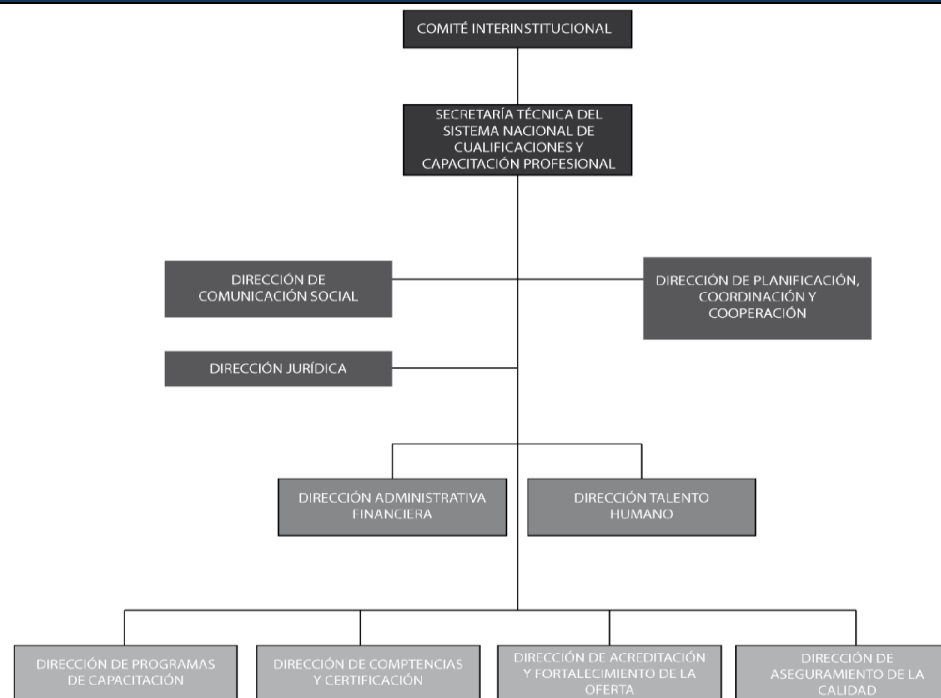 COMITÉ INTERINSTITUCIONAL
SECRETARÍA TÉCNICA DEL
SISTEMA NACIONAL DE
CUALIFICACIONES Y
CAPACITACIÓN PROFESIONAL
DIRECCIÓN DE
COMUNICACIÓN SOCIAL
DIRECCIÓN DE PLANIFICACIÓN,
COORDINACIÓN Y
COOPERACIÓN
DIRECCIÓN JURÍDICA
DIRECCIÓN ADMINISTRATIVA
FINANCIERA
DIRECCIÓN TALENTO
HUMANO
DIRECCIÓN DE PROGRAMAS
DE CAPACITACIÓN
DIRECCIÓN DE COMPTENCIAS
Y CERTIFICACIÓN
DIRECCIÓN DE ACREDITACIÓN
Y FORTALECIMIENTO DE LA
OFERTA
DIRECCIÓN DE
ASEGURAMIENTO DE LA
CALIDAD